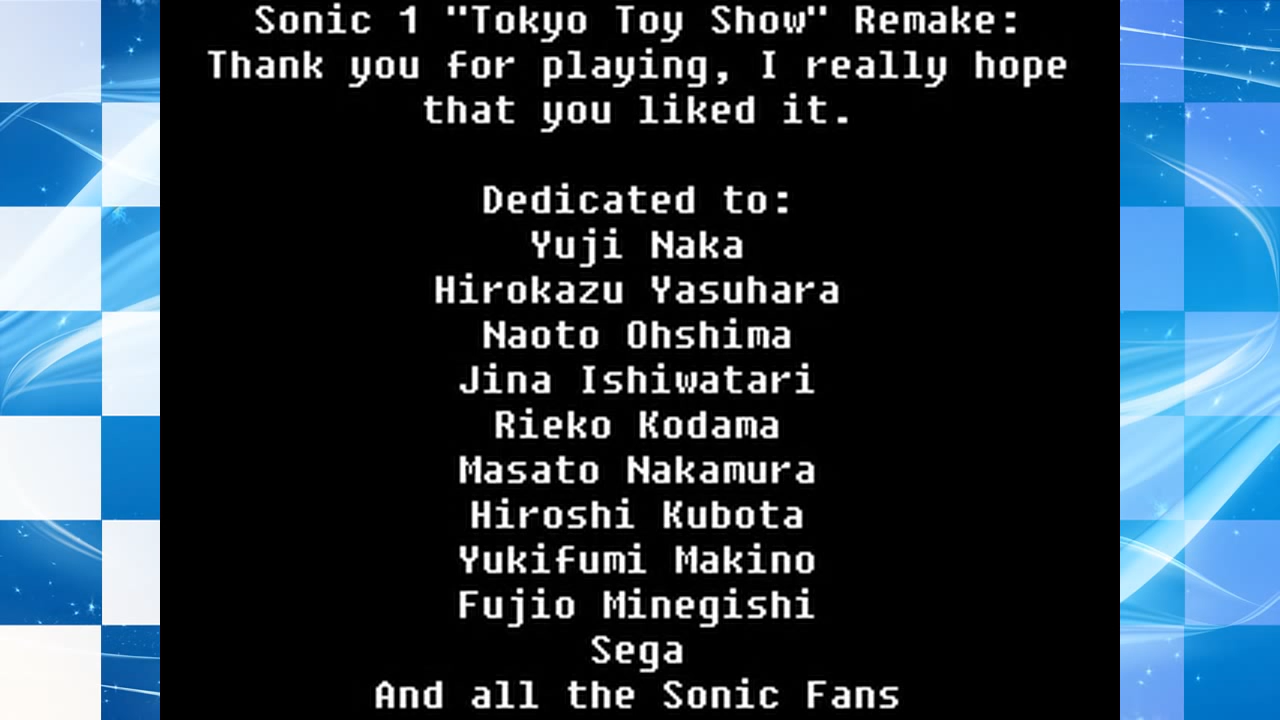 Sonic 1 "Tokyo Toy Show" Remake:
Thank you for playing, I really hope
that you liked it.
Dedicated to:
Yuji Naka
Hirokazu Yasuhara
Naoto Ohshima
Jina Ishiwatari
Rieko Kodama
Masato Nakamura
Hiroshi Kubota
Yukifumi Makino
Fujio Minegishi
Sega
And all the Sonic Fans